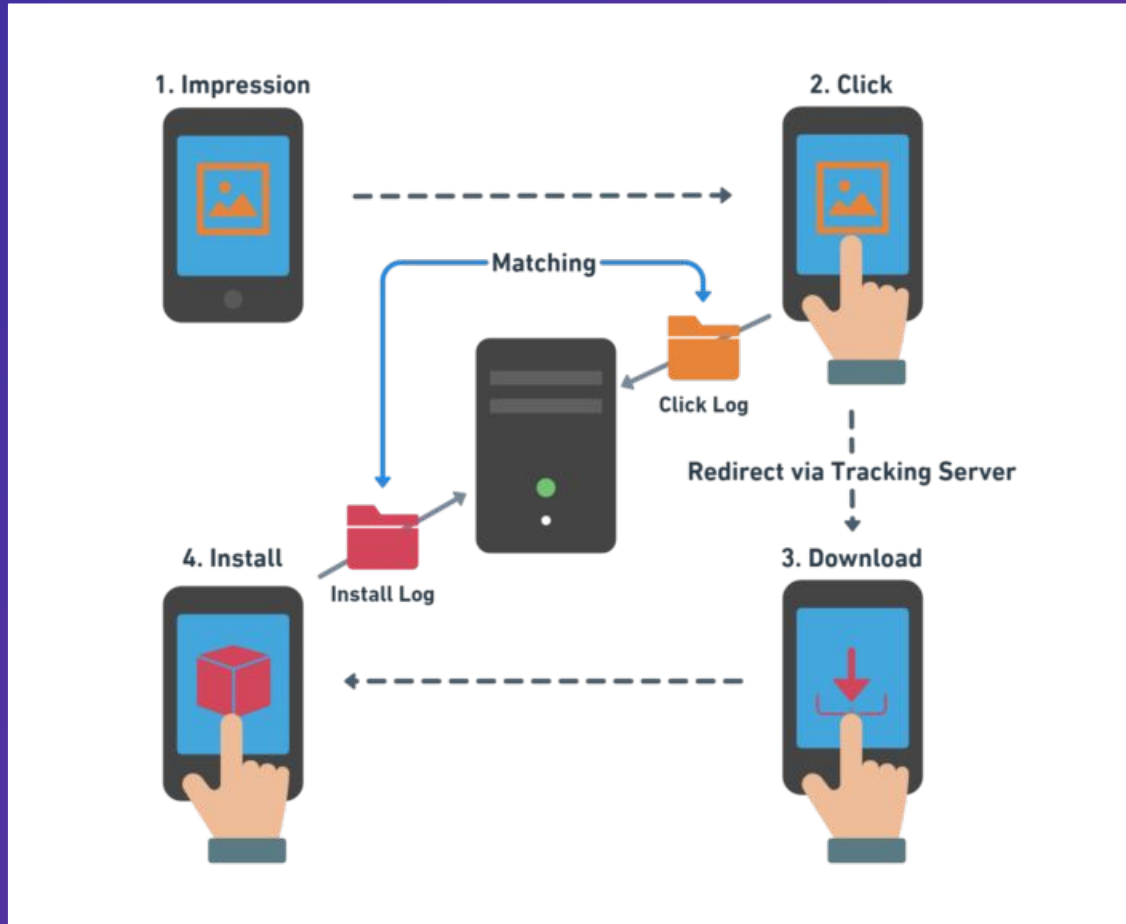 1. Impression
2. Click
Matching
Click Log
Redirect via Tracking Server
4. Install
3. Download
Install Log